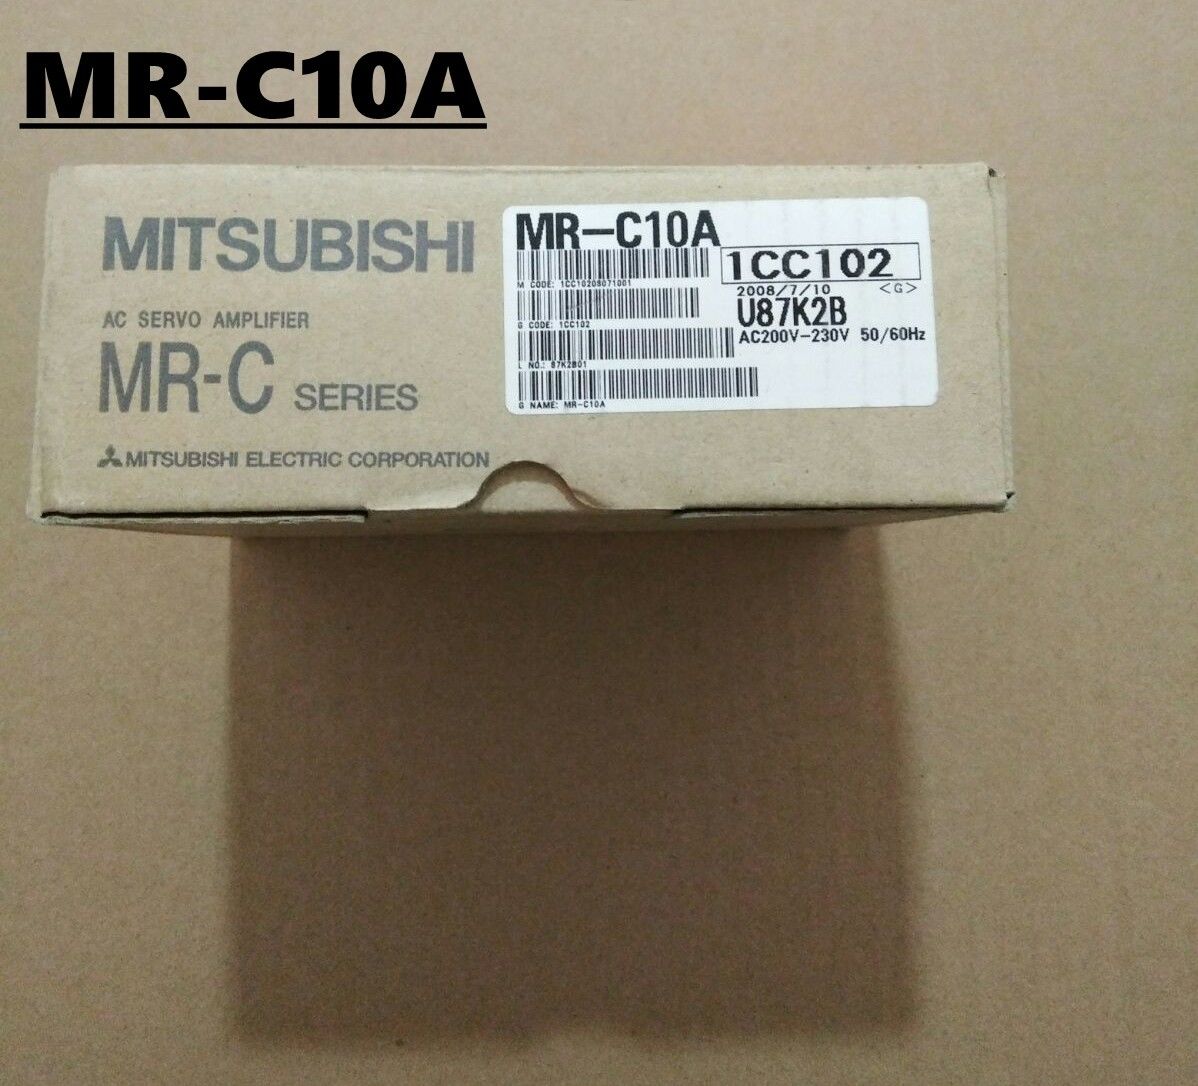 MR-C10A
MITSUBISHI
AC SERVO AMPLIFIER
MR-C SERIES
MITSUBISHI ELECTRIC CORPORATION
MR-C10A
1CC102
M CODE: 1CC10208071001
2008/7/10 <G>
U87K2B
G CODE: 1CC102
AC200V-230V 50/60Hz
L NO.: 87K2B01
G NAME: MR-C10A